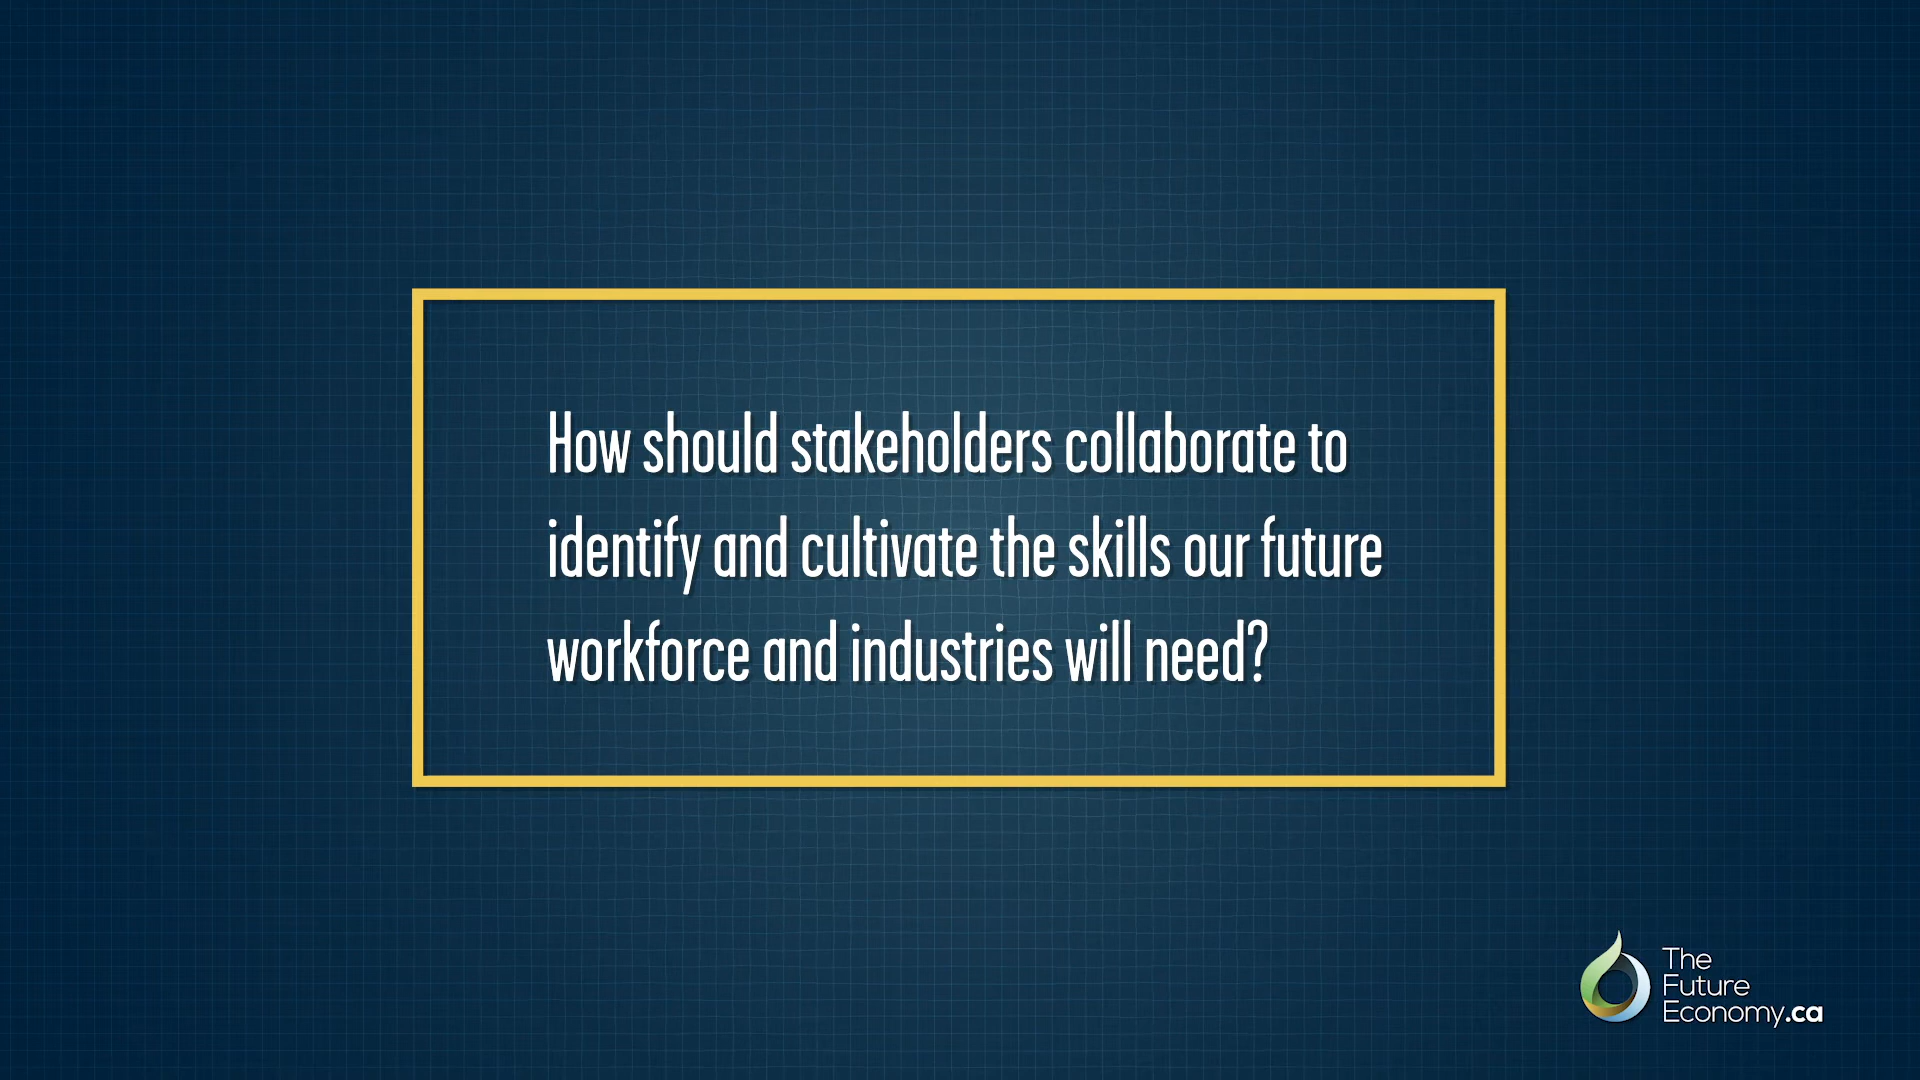 How should stakeholders collaborate to
identify and cultivate the skills our future
workforce and industries will need?
The
Future
Economy.ca